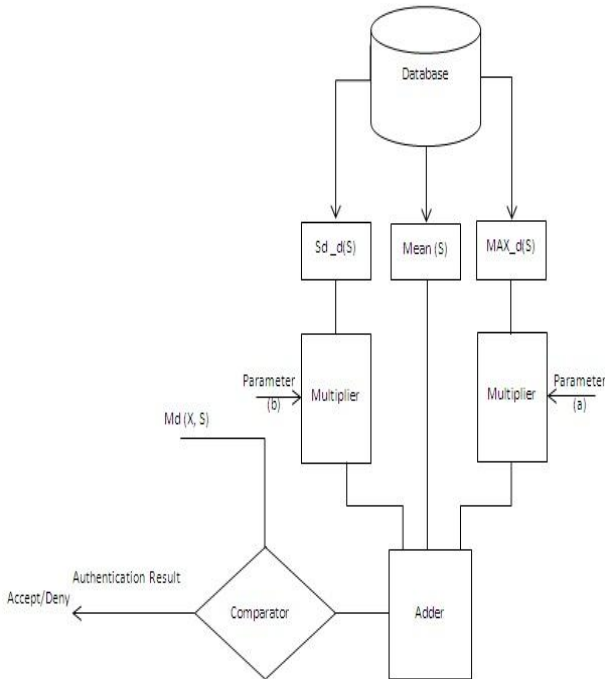 Database
Sd _d(S)
Mean (S)
MAX_d(S)
Parameter
(b)
Multiplier
Multiplier
Parameter
(a)
Md (X, S)
Authentication Result
Accept/Deny
Comparator
Adder